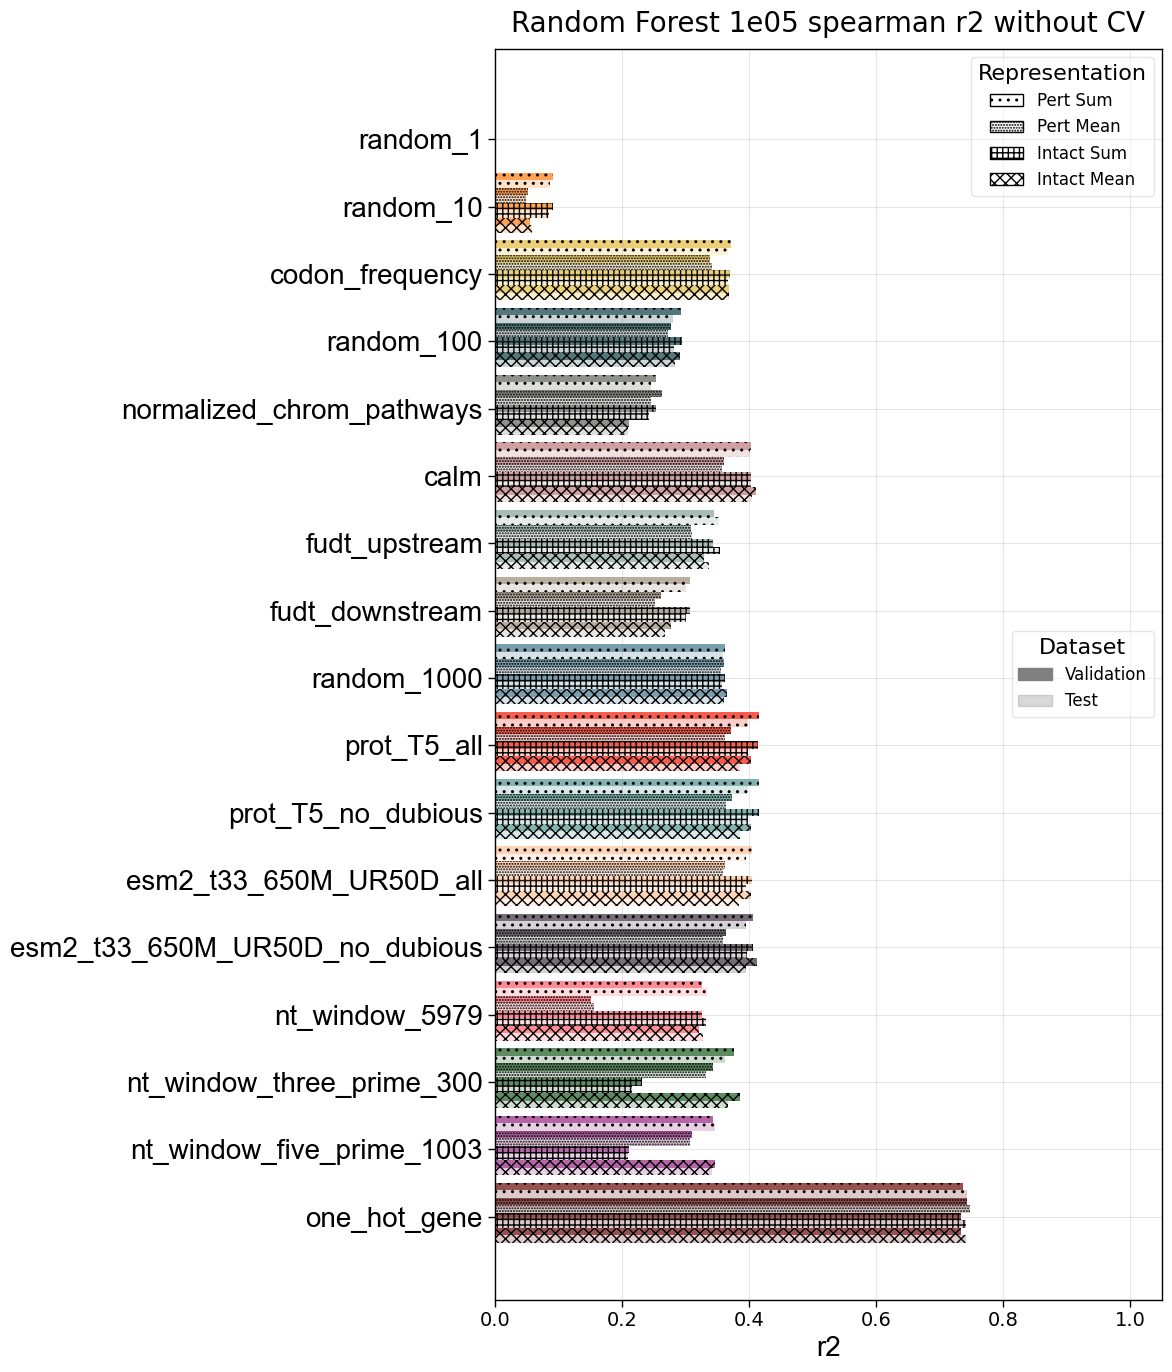 Random Forest 1e05 spearman r2 without CV
Representation
Pert Sum
Pert Mean
Intact Sum
Intact Mean
random_1
random_10
codon_frequency
random_100
normalized_chrom_pathways
calm
fudt_upstream
fudt_downstream
random_1000
Dataset
Validation
Test
prot_T5_all
prot_T5_no_dubious
esm2_t33_650M_UR50D_all
esm2_t33_650M_UR50D_no_dubious
nt_window_5979
nt_window_three_prime_300
nt_window_five_prime_1003
one_hot_gene
0.0 0.2 0.4 0.6 0.8 1.0
r2